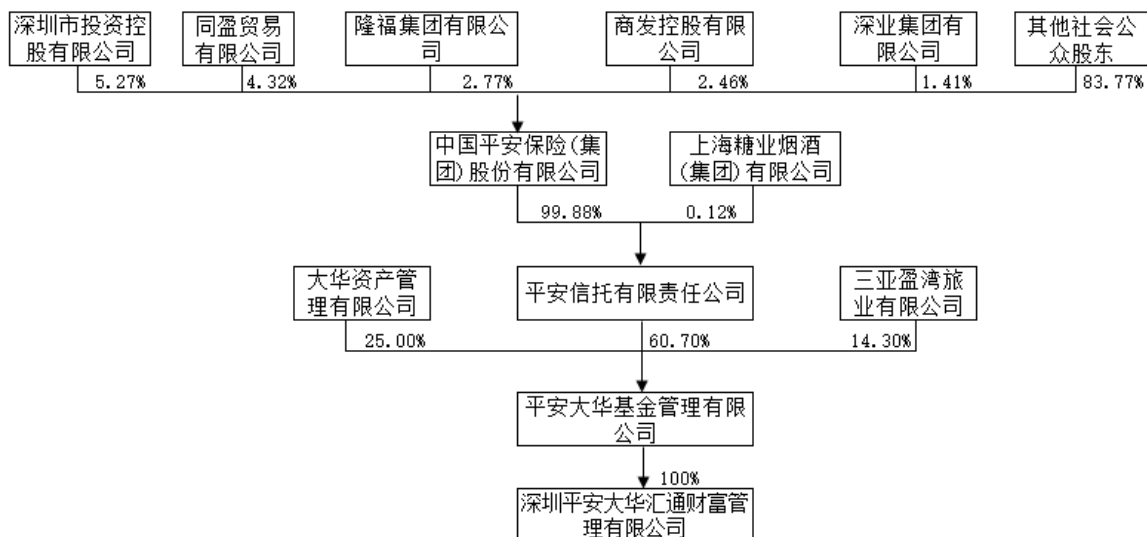 深圳市投资控
股有限公司
同盈贸易
有限公司
隆福集团有限公
司
商发控股有限
公司
深业集团有
限公司
其他社会公
众股东
5.27%
4.32%
2.77%
2.46%
1.41%
83.77%
中国平安保险(集
团)股份有限公司
上海糖业烟酒
(集团)有限公司
99.88%
0.12%
大华资产管
理有限公司
平安信托有限责任公司
三亚盈湾旅
业有限公司
25.00%
60.70%
14.30%
平安大华基金管理有限
公司
100%
深圳平安大华汇通财富管
理有限公司